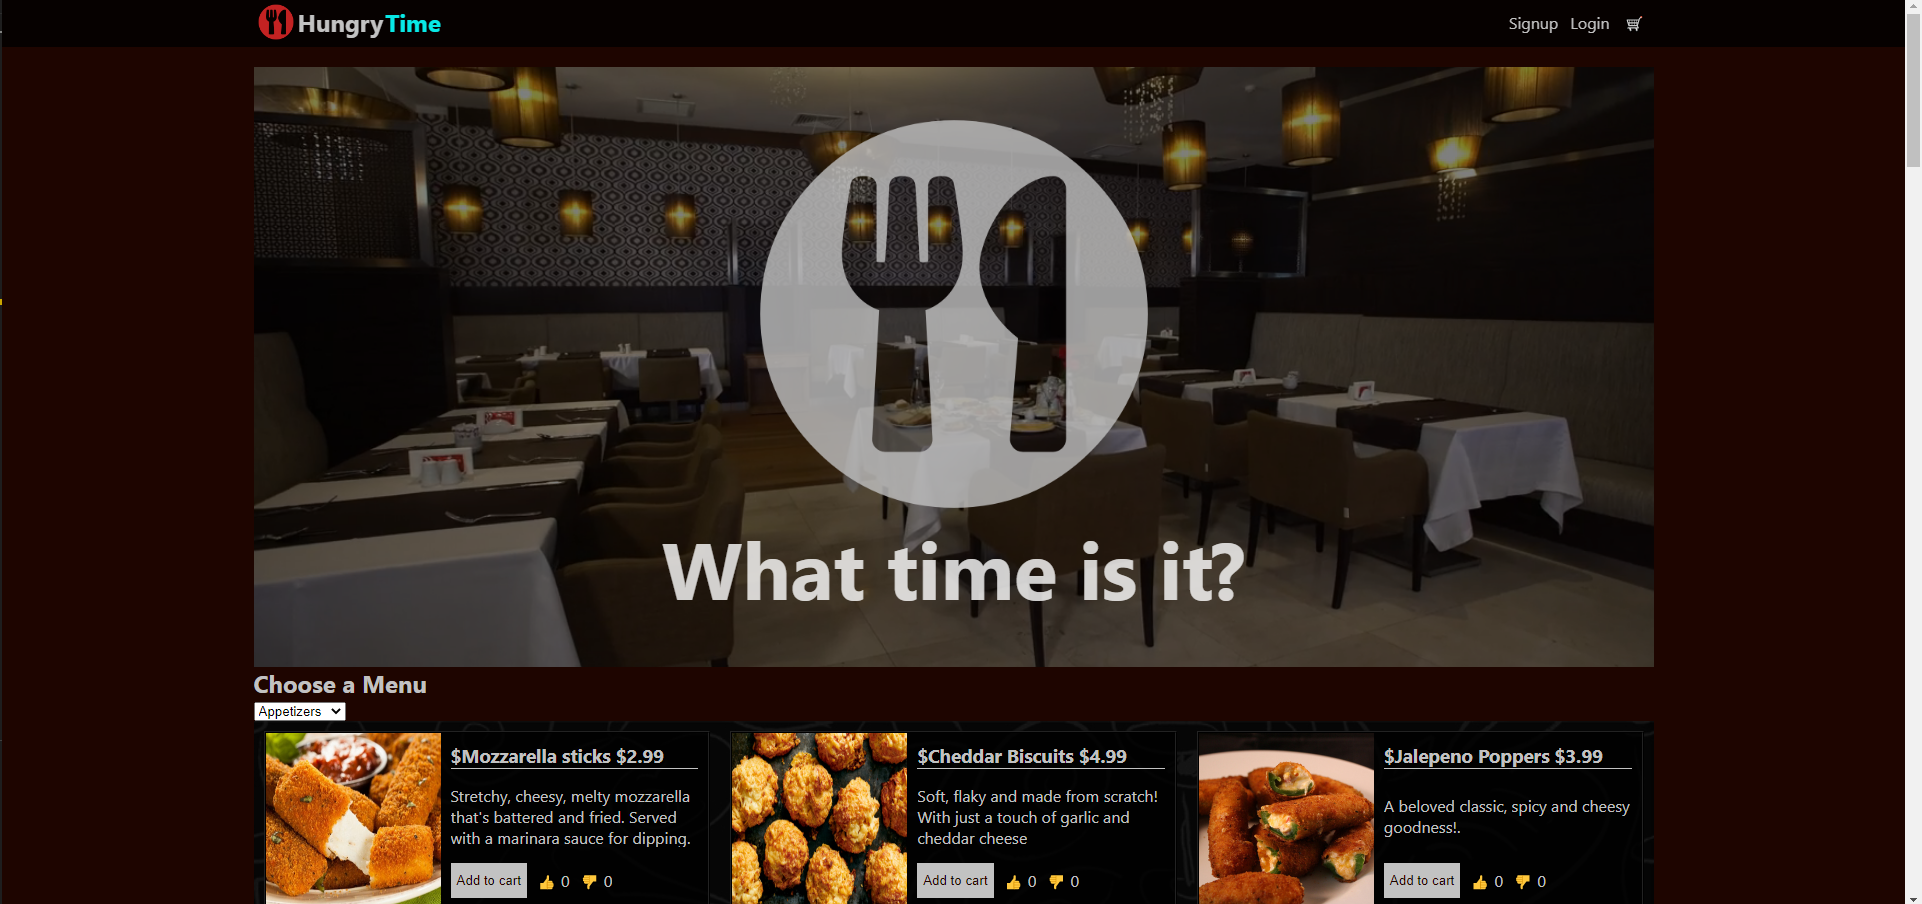 HungryTime
Signup Login
What time is it?
Choose a Menu
Appetizers
$Mozzarella sticks $2.99
Stretchy, cheesy, melty mozzarella
that's battered and fried. Served
with a marinara sauce for dipping.
Add to cart 👍 0 👎 0
$Cheddar Biscuits $4.99
Soft, flaky and made from scratch!
With just a touch of garlic and
cheddar cheese
Add to cart 👍 0 👎 0
$Jalepeno Poppers $3.99
A beloved classic, spicy and cheesy
goodness!.
Add to cart 👍 0 👎 0